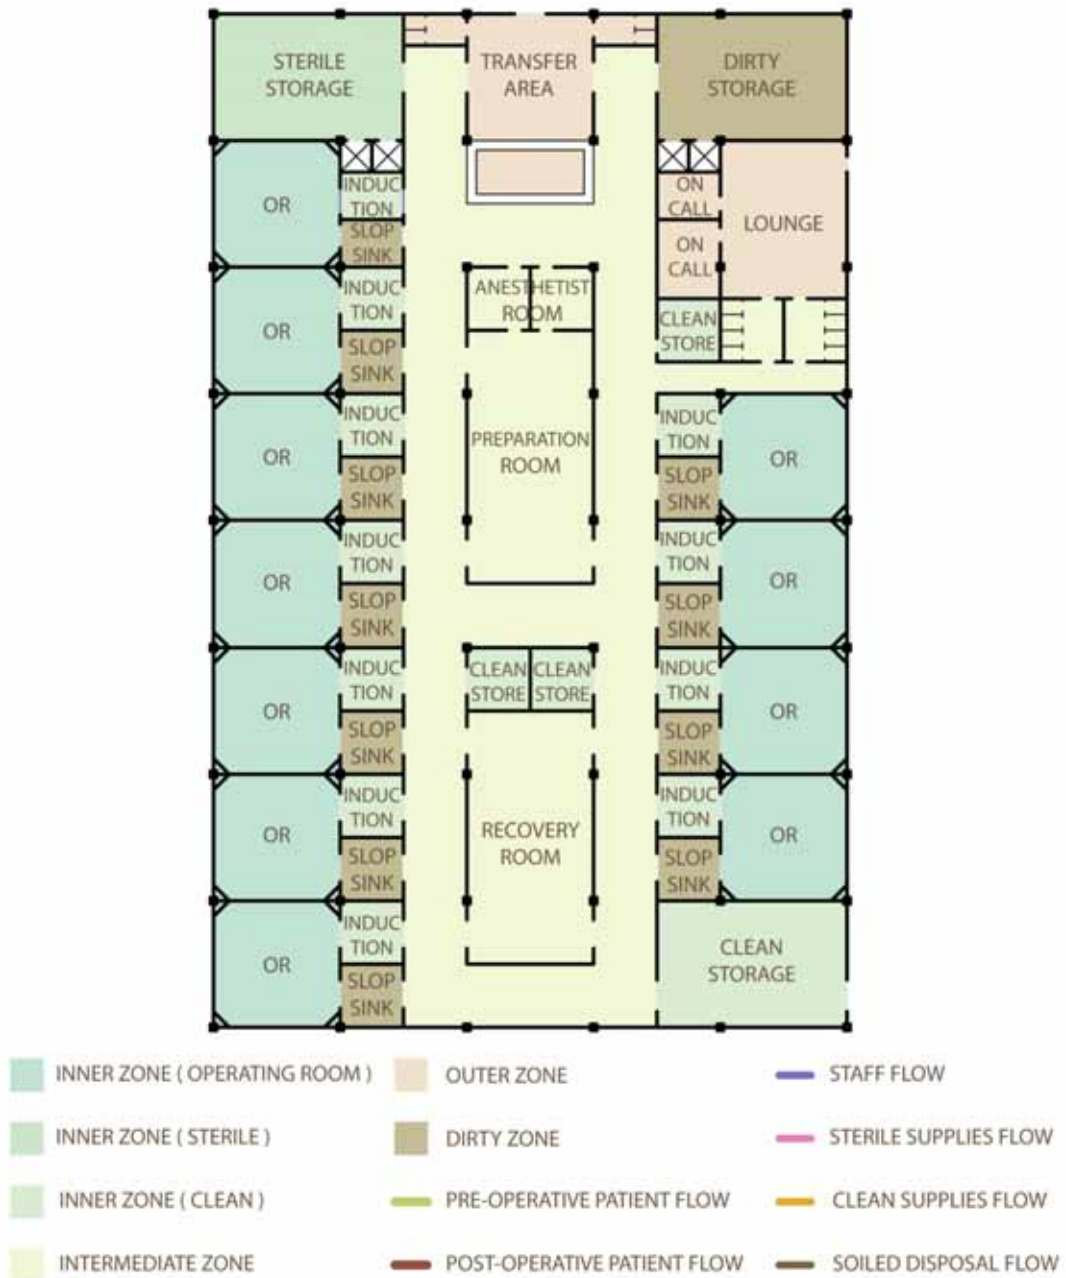 STERILE
STORAGE
TRANSFER
AREA
DIRTY
STORAGE
OR
INDUC
TION
SLOP
SINK
ON
CALL
LOUNGE
ON
CALL
OR
INDUC
TION
SLOP
SINK
ANESTHETIST
ROOM
CLEAN
STORE
OR
INDUC
TION
SLOP
SINK
PREPARATION
ROOM
INDUC
TION
SLOP
SINK
OR
OR
INDUC
TION
SLOP
SINK
INDUC
TION
SLOP
SINK
OR
OR
INDUC
TION
SLOP
SINK
CLEAN
STORE
CLEAN
STORE
INDUC
TION
SLOP
SINK
OR
OR
INDUC
TION
SLOP
SINK
RECOVERY
ROOM
INDUC
TION
SLOP
SINK
OR
OR
INDUC
TION
SLOP
SINK
CLEAN
STORAGE
INNER ZONE ( OPERATING ROOM )
OUTER ZONE
STAFF FLOW
INNER ZONE ( STERILE )
DIRTY ZONE
STERILE SUPPLIES FLOW
INNER ZONE ( CLEAN )
PRE-OPERATIVE PATIENT FLOW
CLEAN SUPPLIES FLOW
INTERMEDIATE ZONE
POST-OPERATIVE PATIENT FLOW
SOILED DISPOSAL FLOW